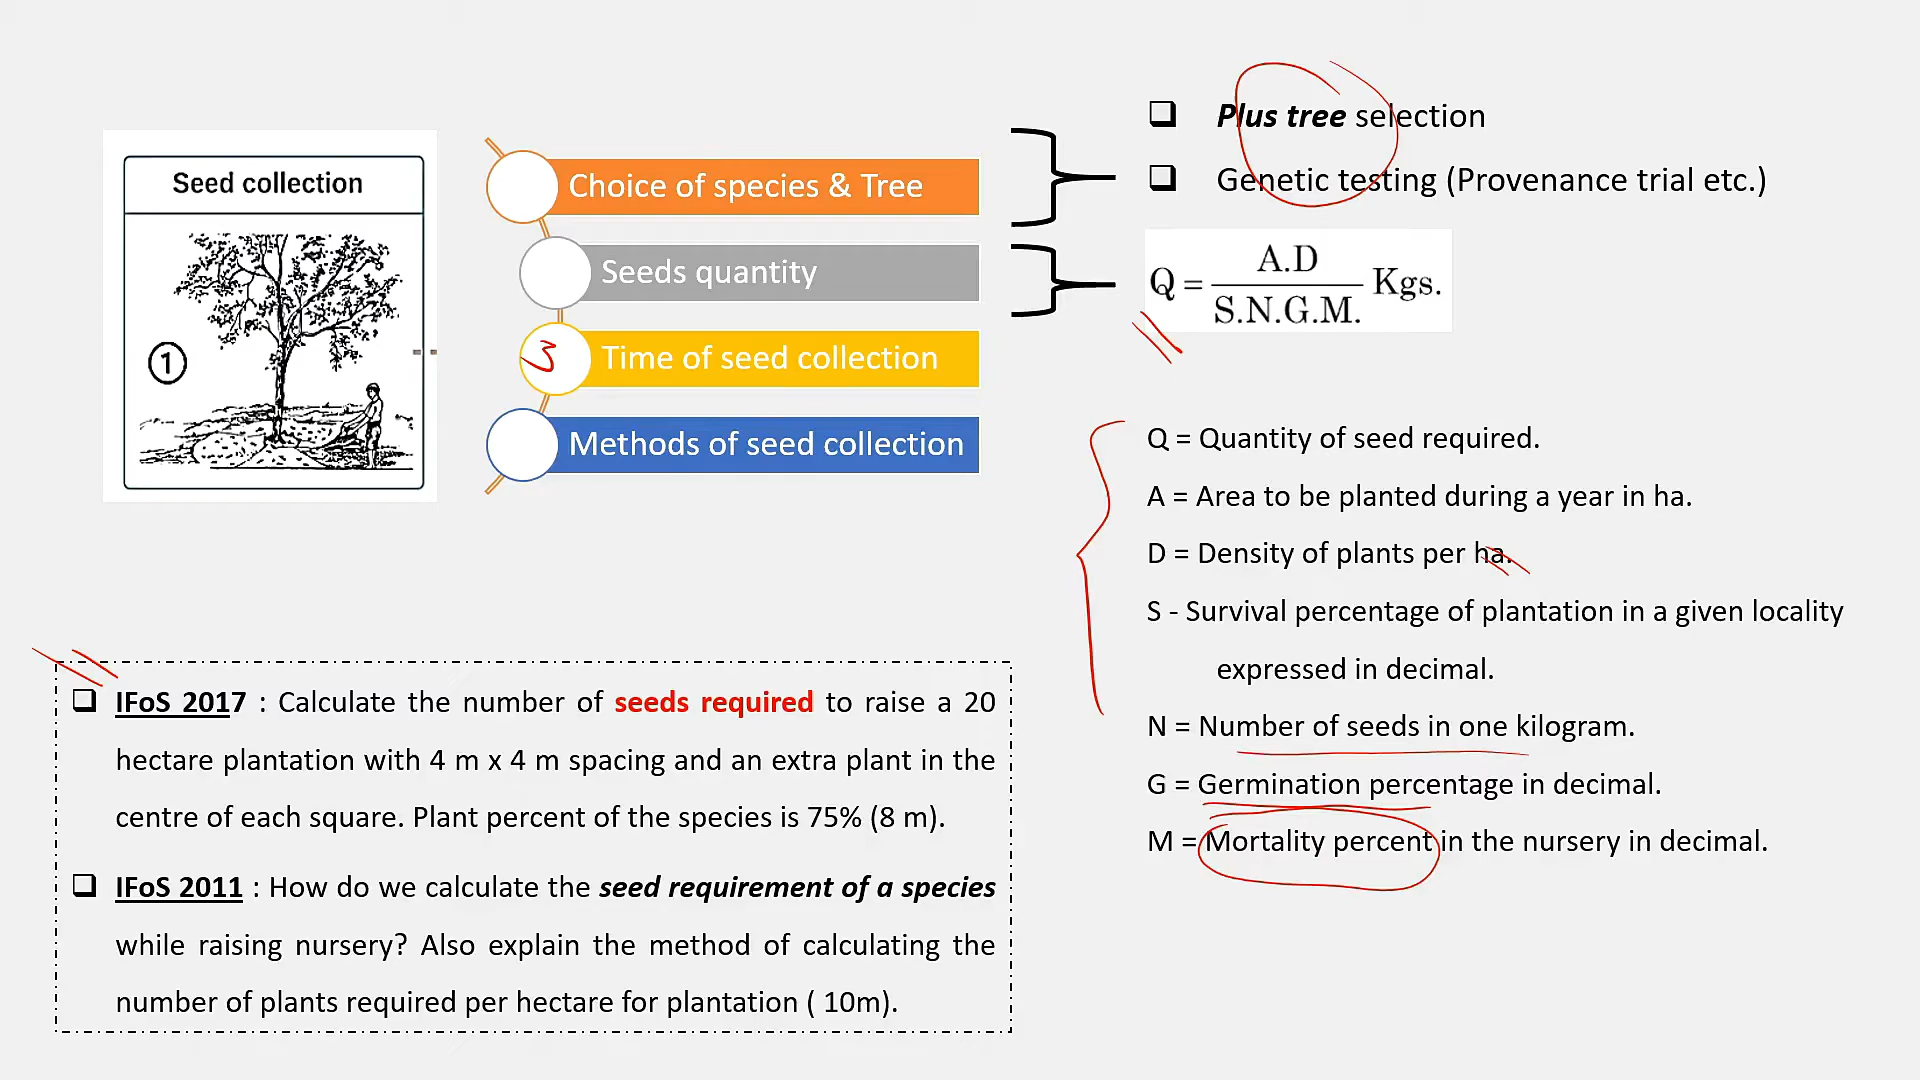 Seed collection
1
Choice of species & Tree
Seeds quantity
3
Time of seed collection
Methods of seed collection
❑ Plus tree selection
❑ Genetic testing (Provenance trial etc.)
Q = A.D / S.N.G.M. Kgs.
Q = Quantity of seed required.
A = Area to be planted during a year in ha.
D = Density of plants per ha.
S - Survival percentage of plantation in a given locality
expressed in decimal.
N = Number of seeds in one kilogram.
G = Germination percentage in decimal.
M = Mortality percent in the nursery in decimal.
❑ IFoS 2017 : Calculate the number of seeds required to raise a 20
hectare plantation with 4 m x 4 m spacing and an extra plant in the
centre of each square. Plant percent of the species is 75% (8 m).
❑ IFoS 2011 : How do we calculate the seed requirement of a species
while raising nursery? Also explain the method of calculating the
number of plants required per hectare for plantation ( 10m).